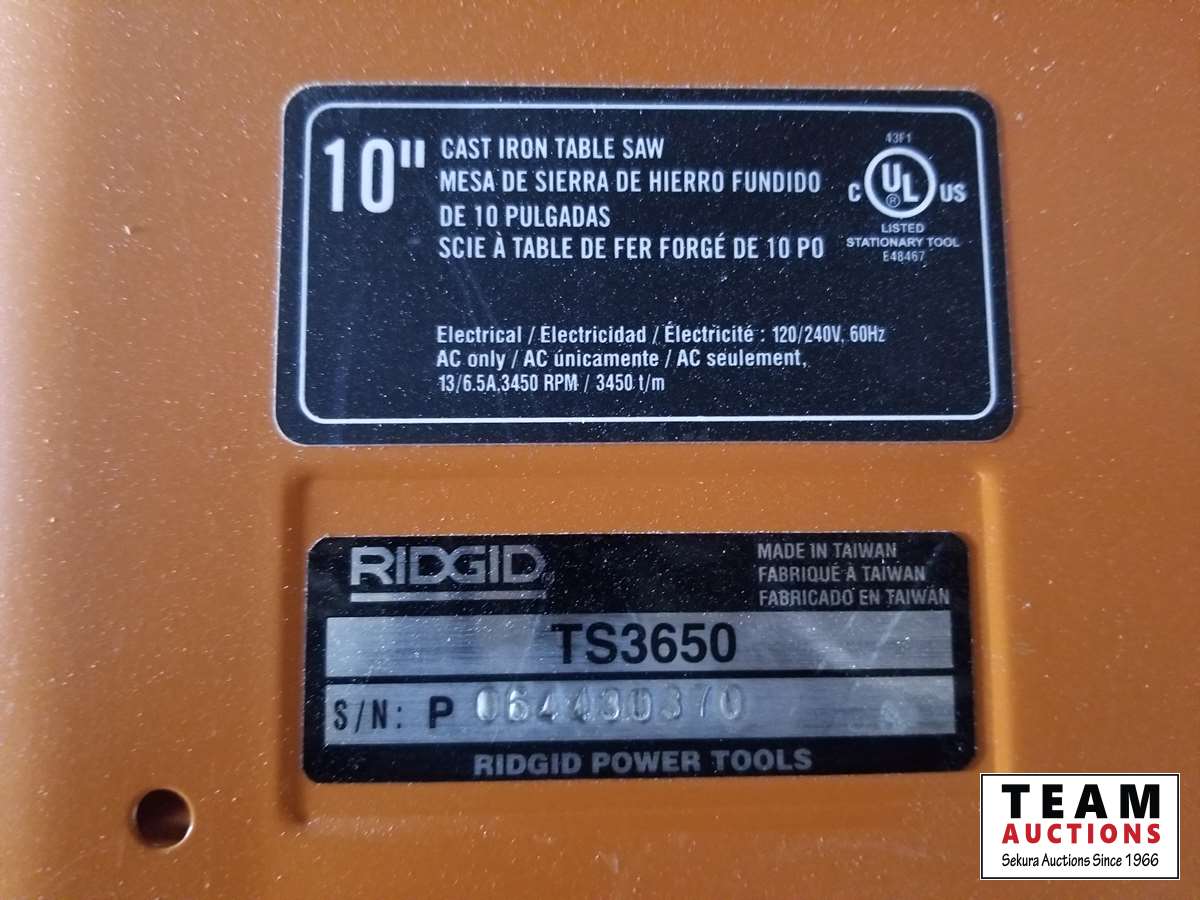 10"
CAST IRON TABLE SAW
MESA DE SIERRA DE HIERRO FUNDIDO
DE 10 PULGADAS
SCIE À TABLE DE FER FORGÉ DE 10 PO
43F1
C UL US
®
LISTED
STATIONARY TOOL
E48467
Electrical / Electricidad / Électricité : 120/240V, 60Hz
AC only / AC únicamente / AC seulement,
13/6.5A.3450 RPM / 3450 t/m
RIDGID
MADE IN TAIWAN
FABRIQUÉ A TAIWAN
FABRICADO EN TAIWÁN
TS3650
S/N: P 064430370
RIDGID POWER TOOLS
TEAM
AUCTIONS
Sekura Auctions Since 1966